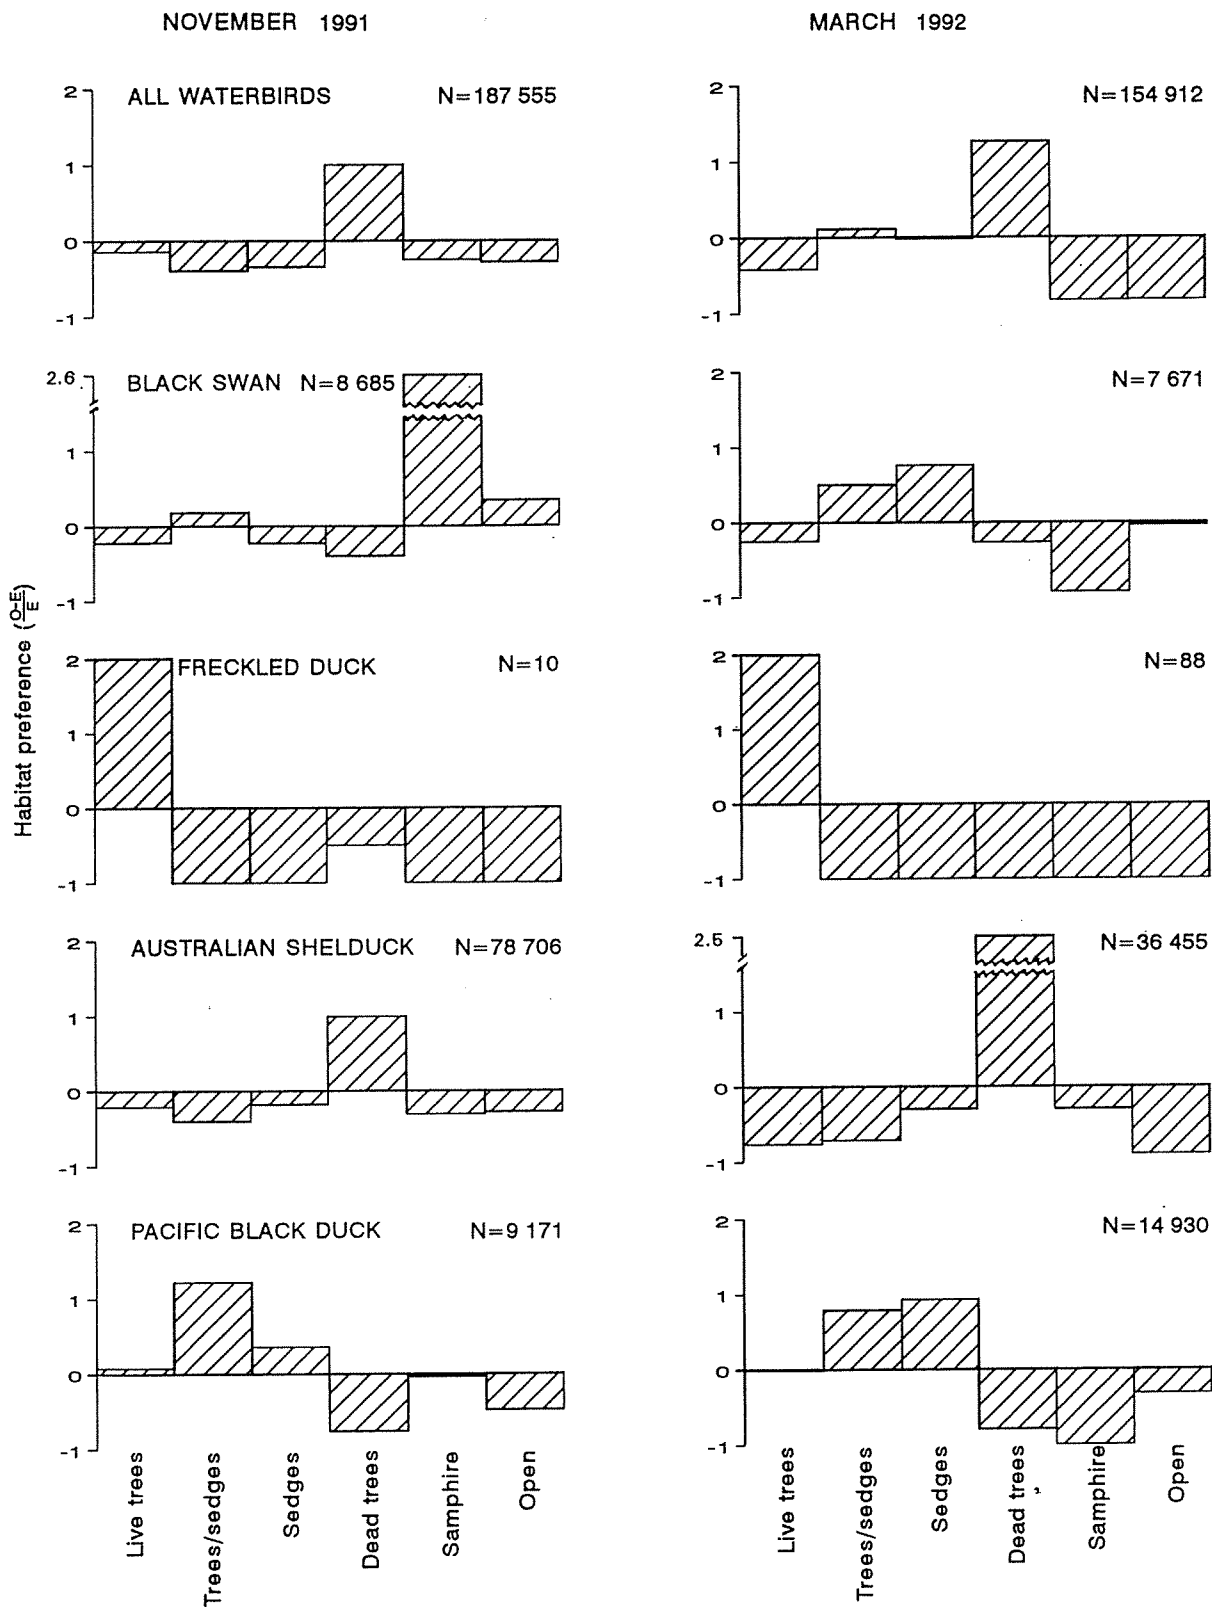 NOVEMBER 1991
MARCH 1992
ALL WATERBIRDS N=187 555
2
1
0
-1
N=154 912
2
1
0
-1
BLACK SWAN N=8 685
2.6
1
0
-1
N=7 671
2
1
0
-1
Habitat preference (O-E/E)
FRECKLED DUCK N=10
2
1
0
-1
N=88
2
1
0
-1
AUSTRALIAN SHELDUCK N=78 706
2
1
0
-1
N=36 455
2.5
1
0
-1
PACIFIC BLACK DUCK N=9 171
2
1
0
-1
N=14 930
2
1
0
-1
Live trees
Trees/sedges
Sedges
Dead trees
Samphire
Open
Live trees
Trees/sedges
Sedges
Dead trees
Samphire
Open